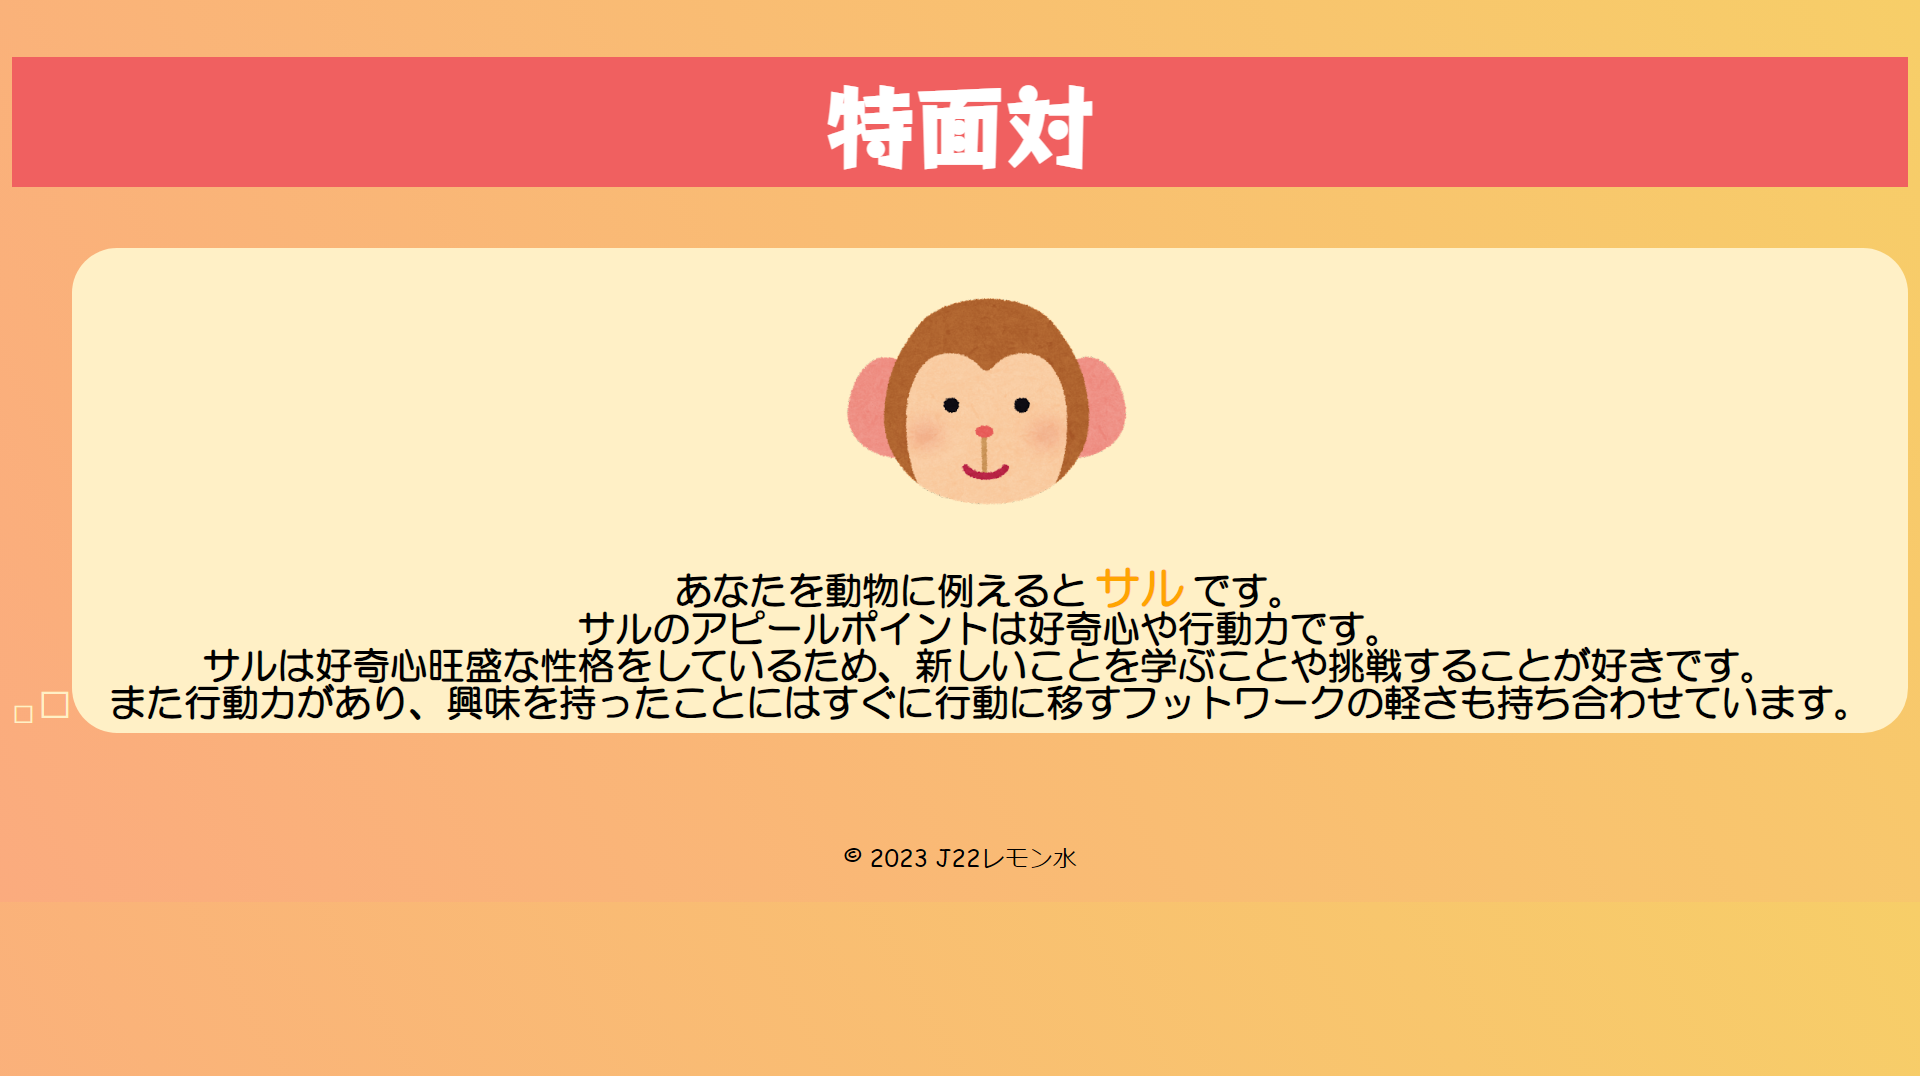 特面対
あなたを動物に例えると サル です。
サルのアピールポイントは好奇心や行動力です。
サルは好奇心旺盛な性格をしているため、新しいことを学ぶことや挑戦することが好きです。
また行動力があり、興味を持ったことにはすぐに行動に移すフットワークの軽さも持ち合わせています。
© 2023 J22レモン水